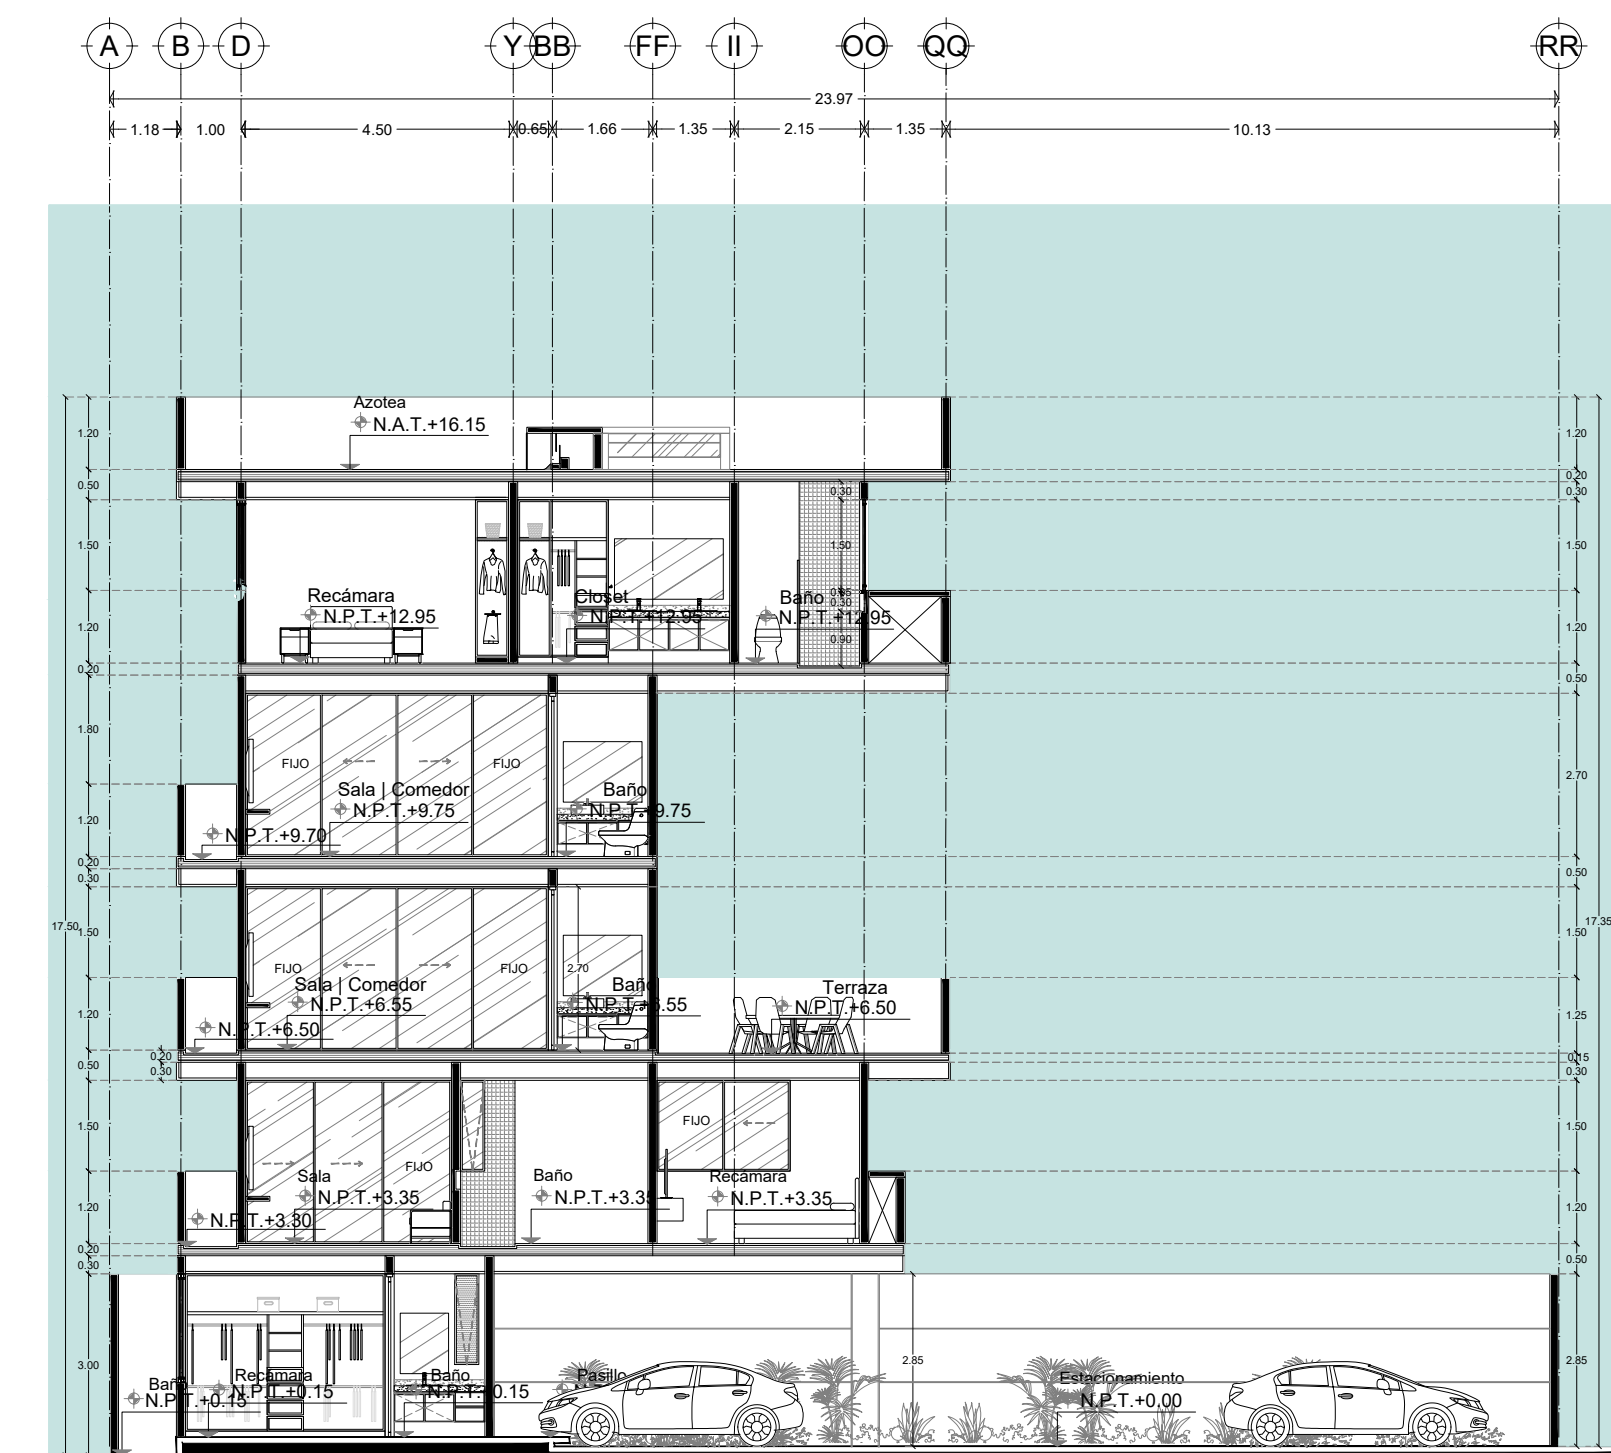 A B D Y BB FF II OO QQ RR
23.97
1.18 1.00 4.50 0.65 1.66 1.35 2.15 1.35 10.13
Azotea
N.A.T.+16.15
1.20
1.20
0.50
0.20
0.30
0.30
1.50
1.50
1.50
Recámara
N.P.T.+12.95
Closet
N.P.T.+12.95
Baño
N.P.T.+12.95
0.30
0.90
1.20
1.20
0.20
0.50
1.80
FIJO
FIJO
2.70
Sala | Comedor
N.P.T.+9.75
Baño
N.P.T.+9.75
N.P.T.+9.70
1.20
0.20
0.30
0.50
17.50
17.35
1.50
1.50
FIJO
FIJO
2.70
Sala | Comedor
N.P.T.+6.55
Baño
N.P.T.+6.55
Terraza
N.P.T.+6.50
N.P.T.+6.50
1.20
1.25
0.20
0.50
0.30
0.15
0.30
1.50
1.50
FIJO
FIJO
Sala
N.P.T.+3.35
Baño
N.P.T.+3.35
Recámara
N.P.T.+3.35
N.P.T.+3.30
1.20
1.20
0.20
0.30
0.50
3.00
2.85
2.85
Baño
N.P.T.+0.15
Recámara
N.P.T.+0.15
Baño
N.P.T.+0.15
Pasillo
Estacionamiento
N.P.T.+0.00